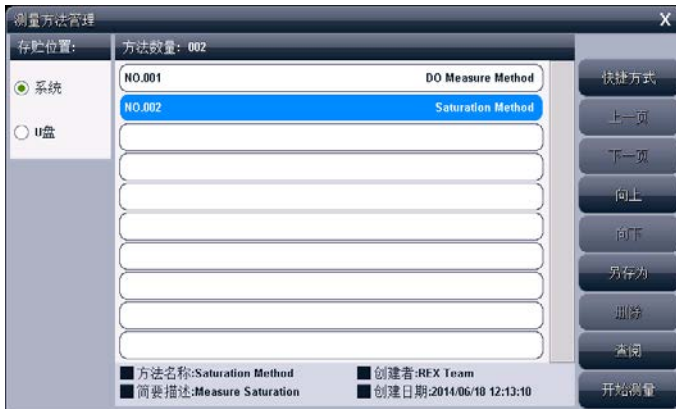 测量方法管理 X
存贮位置:
方法数量: 002
系统
U盘
NO.001 DO Measure Method
NO.002 Saturation Method
方法名称:Saturation Method
创建者:REX Team
简要描述:Measure Saturation
创建日期:2014/06/18 12:13:10
快捷方式
上一页
下一页
向上
向下
另存为
删除
查阅
开始测量